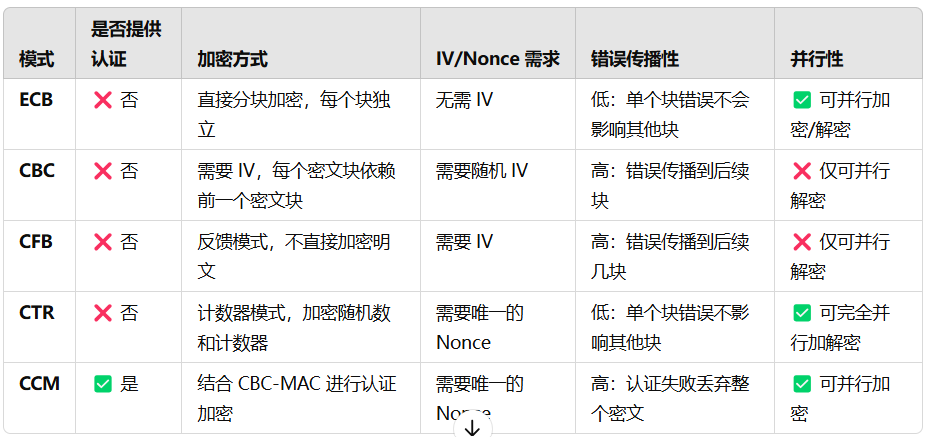 模式
是否提供
认证
加密方式
IV/Nonce 需求
错误传播性
并行性
ECB
❌ 否
直接分块加密，每个块独
立
无需 IV
低：单个块错误不会
影响其他块
✅ 可并行加
密/解密
CBC
❌ 否
需要 IV，每个密文块依赖
前一个密文块
需要随机 IV
高：错误传播到后续
块
❌ 仅可并行
解密
CFB
❌ 否
反馈模式，不直接加密明
文
需要 IV
高：错误传播到后续
几块
❌ 仅可并行
解密
CTR
❌ 否
计数器模式，加密随机数
和计数器
需要唯一的
Nonce
低：单个块错误不影
响其他块
✅ 可完全并
行加解密
CCM
✅ 是
结合 CBC-MAC 进行认证
加密
需要唯一的
Nonce
高：认证失败丢弃整
个密文
✅ 可并行加
密